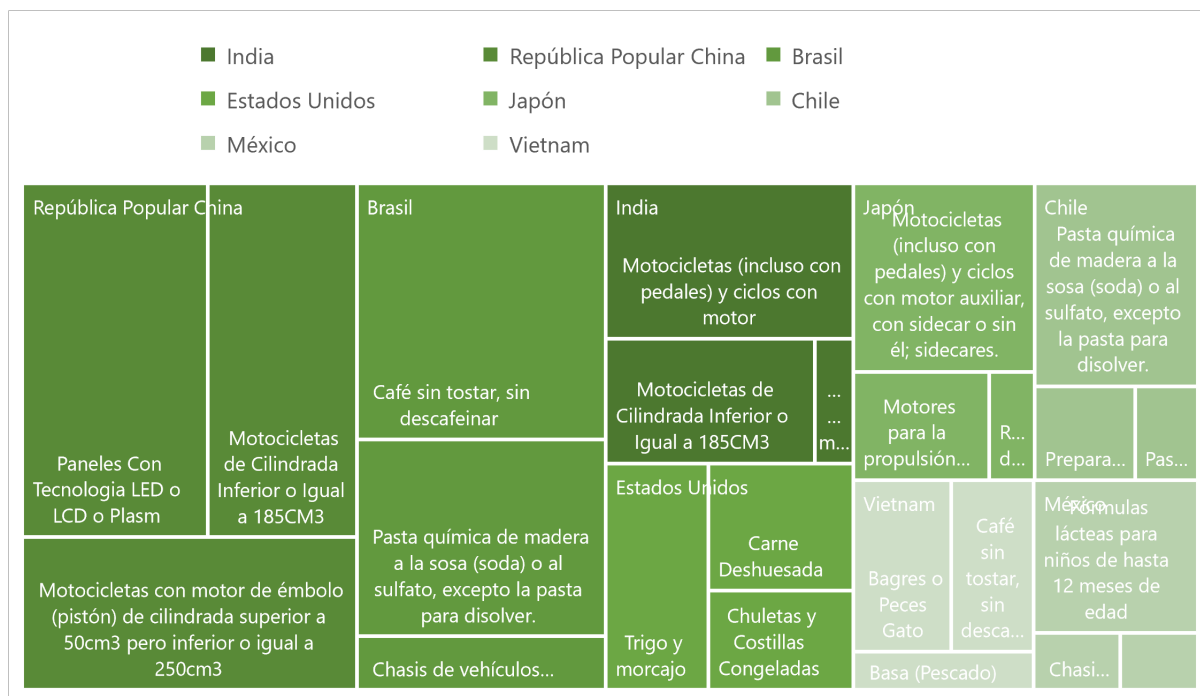 India
República Popular China
Brasil
Estados Unidos
Japón
Chile
México
Vietnam
República Popular China
Paneles Con
Tecnologia LED o
LCD o Plasm
Motocicletas
de Cilindrada
Inferior o Igual
a 185CM3
Motocicletas con motor de émbolo
(pistón) de cilindrada superior a
50cm3 pero inferior o igual a
250cm3
Brasil
Café sin tostar, sin
descafeinar
Pasta química de madera
a la sosa (soda) o al
sulfato, excepto la pasta
para disolver.
Chasis de vehículos...
India
Motocicletas (incluso con
pedales) y ciclos con
motor
Motocicletas de
Cilindrada Inferior o
Igual a 185CM3
...
...
m...
Estados Unidos
Trigo y
morcajo
Carne
Deshuesada
Chuletas y
Costillas
Congeladas
Japón
Motocicletas
(incluso con
pedales) y ciclos
con motor auxiliar,
con sidecar o sin
él; sidecares.
Motores
para la
propulsión...
R...
d...
Chile
Pasta química
de madera a la
sosa (soda) o al
sulfato, excepto
la pasta para
disolver.
Prepara...
Pas...
Vietnam
Bagres o
Peces
Gato
Café
sin
tostar,
sin
desca...
Basa (Pescado)
México
Fórmulas
lácteas para
niños de hasta
12 meses de
edad
Chasi...